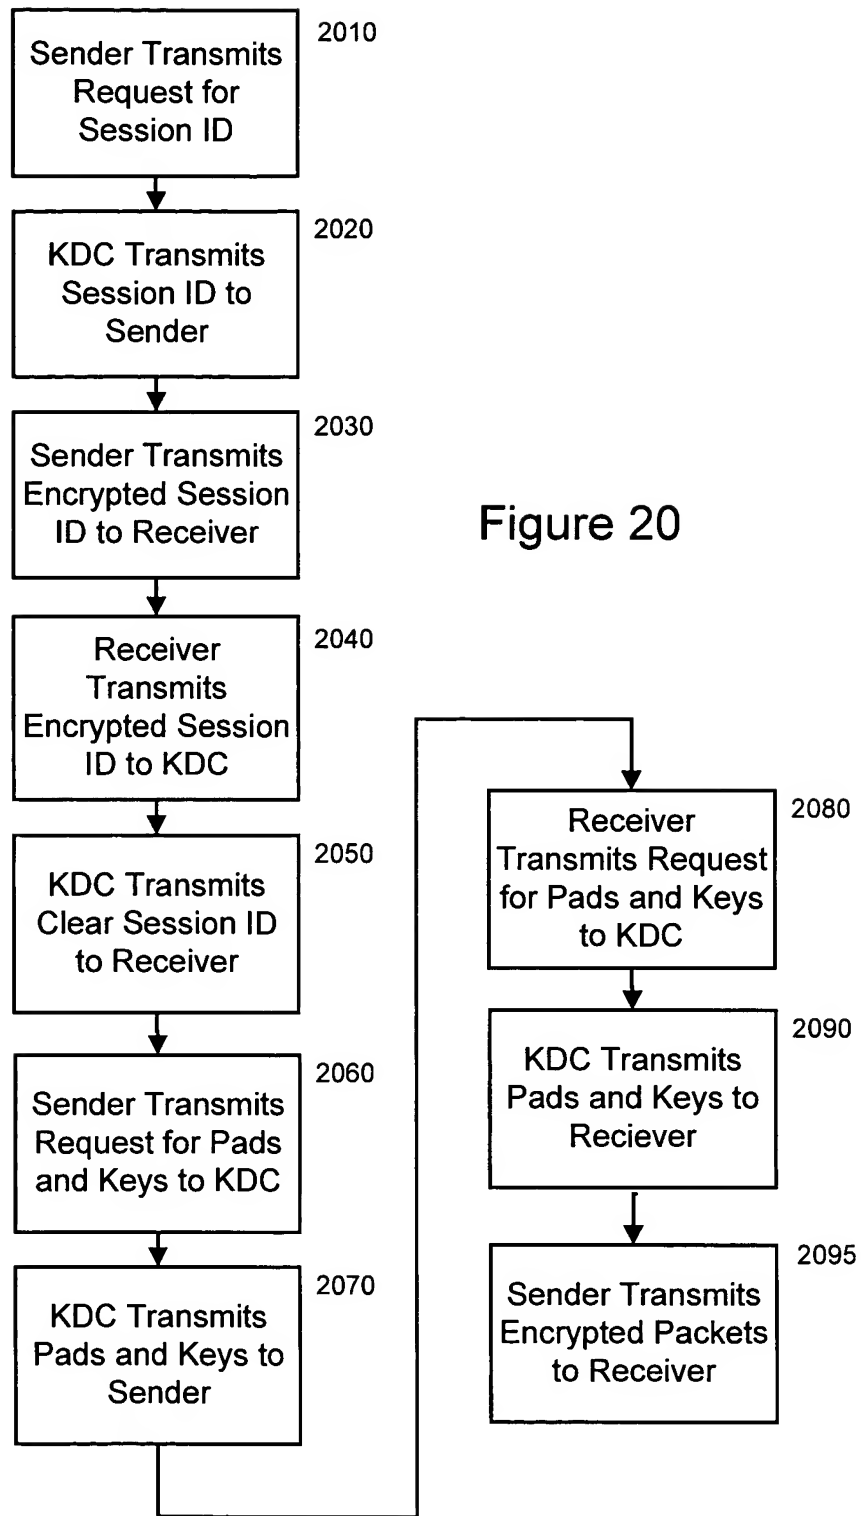 2010
Sender Transmits
Request for
Session ID
2020
KDC Transmits
Session ID to
Sender
2030
Sender Transmits
Encrypted Session
ID to Receiver
Figure 20
2040
Receiver
Transmits
Encrypted Session
ID to KDC
2050
KDC Transmits
Clear Session ID
to Receiver
2060
Sender Transmits
Request for Pads
and Keys to KDC
2070
KDC Transmits
Pads and Keys to
Sender
2080
Receiver
Transmits Request
for Pads and Keys
to KDC
2090
KDC Transmits
Pads and Keys to
Reciever
2095
Sender Transmits
Encrypted Packets
to Receiver